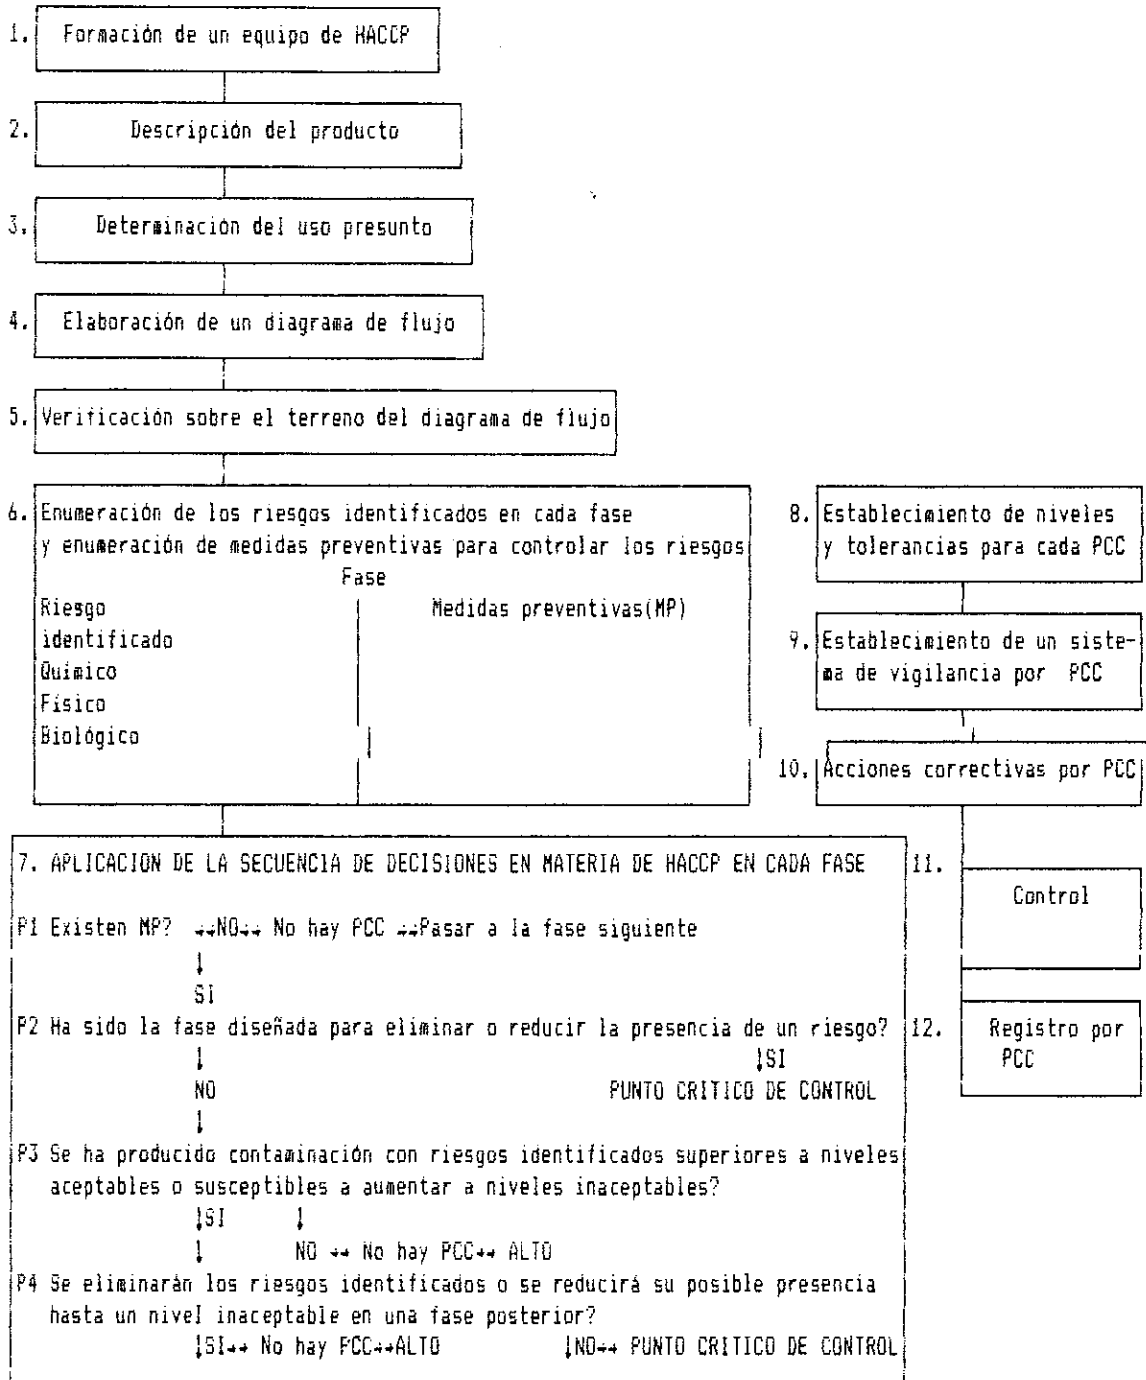 1. Formación de un equipo de HACCP
2. Descripción del producto
3. Determinación del uso presunto
4. Elaboración de un diagrama de flujo
5. Verificación sobre el terreno del diagrama de flujo
6. Enumeración de los riesgos identificados en cada fase
y enumeración de medidas preventivas para controlar los riesgos
Fase
Riesgo Medidas preventivas(MP)
identificado
Químico
Físico
Biológico
7. APLICACION DE LA SECUENCIA DE DECISIONES EN MATERIA DE HACCP EN CADA FASE
P1 Existen MP? →→NO→→ No hay PCC →→Pasar a la fase siguiente
↓
SI
P2 Ha sido la fase diseñada para eliminar o reducir la presencia de un riesgo?
↓ ↓SI
NO PUNTO CRITICO DE CONTROL
↓
P3 Se ha producido contaminación con riesgos identificados superiores a niveles
aceptables o susceptibles a aumentar a niveles inaceptables?
↓SI ↓
↓ NO →→ No hay PCC→→ ALTO
P4 Se eliminarán los riesgos identificados o se reducirá su posible presencia
hasta un nivel inaceptable en una fase posterior?
↓SI→→ No hay PCC→→ALTO ↓NO→→ PUNTO CRITICO DE CONTROL
8. Establecimiento de niveles
y tolerancias para cada PCC
9. Establecimiento de un siste-
ma de vigilancia por PCC
10. Acciones correctivas por PCC
11. Control
12. Registro por
PCC